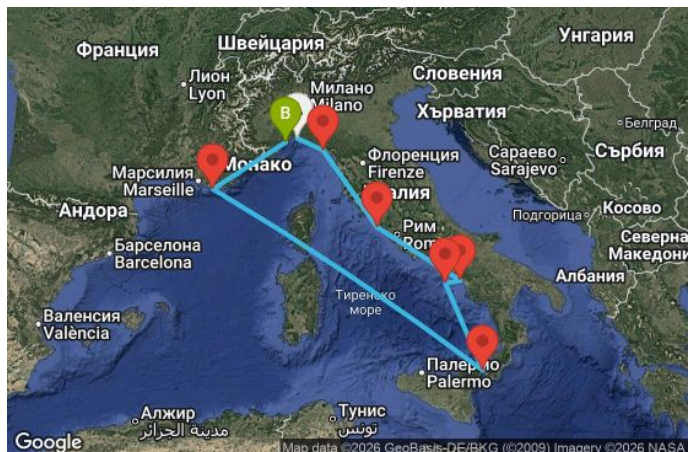 Франция
Швейцария
Унгария
Лион
Lyon
Милано
Milano
Словения
Хърватия
Белград
Марсилия
Marseille
Монако
Флоренция
Firenze
Сараево
Sarajevo
Сърбия
Андора
Рим
Подгорица
Косово
Барселона
Barcelona
Северна
Македони
Албания
Тиренско
море
Валенсия
València
Палермо
Palermo
Алжир
مدينة الجزائر
Тунис
تونس
B
Google
Map data ©2026 GeoBasis-DE/BKG (©2009) Imagery ©2026 NASA